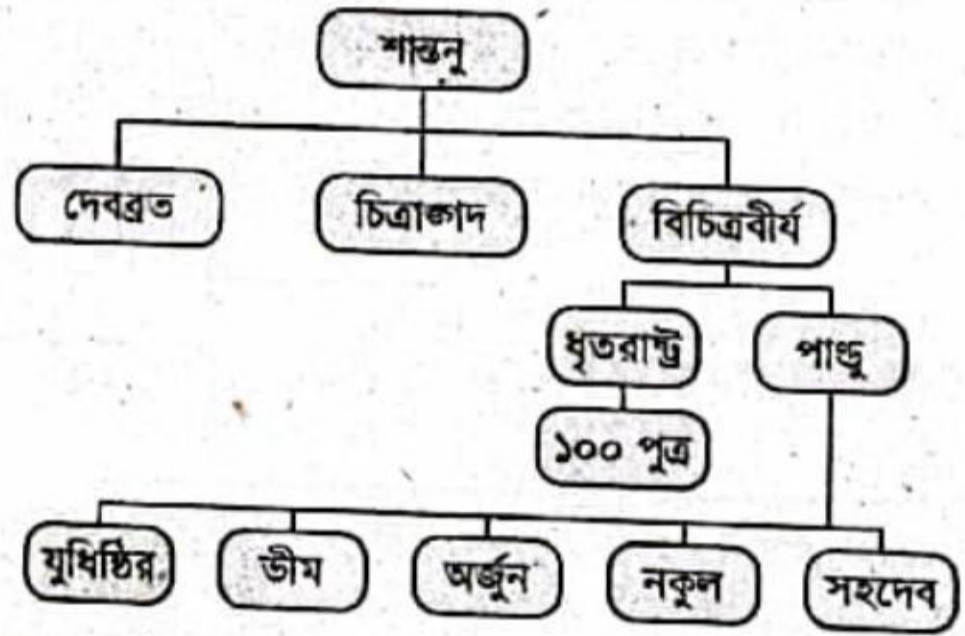 শান্তনু
দেবব্রত চিত্রাঙ্গদ বিচিত্রবীর্য
ধৃতরাষ্ট্র পাণ্ডু
১০০ পুত্র
যুধিষ্ঠির ভীম অর্জুন নকুল সহদেব